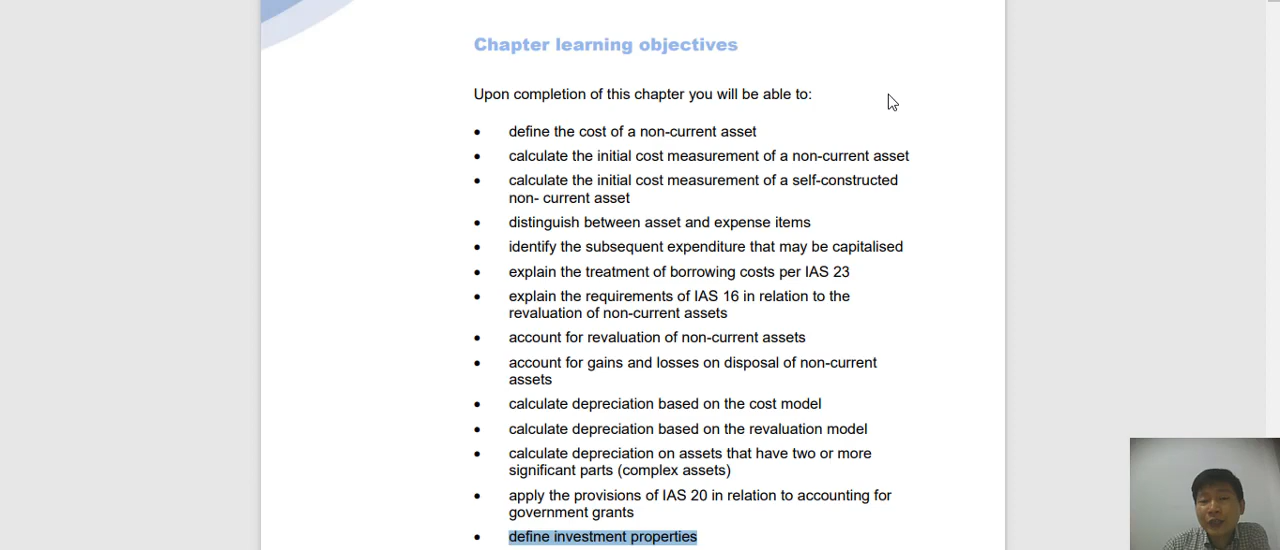 Chapter learning objectives
Upon completion of this chapter you will be able to:
• define the cost of a non-current asset
• calculate the initial cost measurement of a non-current asset
• calculate the initial cost measurement of a self-constructed
non- current asset
• distinguish between asset and expense items
• identify the subsequent expenditure that may be capitalised
• explain the treatment of borrowing costs per IAS 23
• explain the requirements of IAS 16 in relation to the
revaluation of non-current assets
• account for revaluation of non-current assets
• account for gains and losses on disposal of non-current
assets
• calculate depreciation based on the cost model
• calculate depreciation based on the revaluation model
• calculate depreciation on assets that have two or more
significant parts (complex assets)
• apply the provisions of IAS 20 in relation to accounting for
government grants
• define investment properties